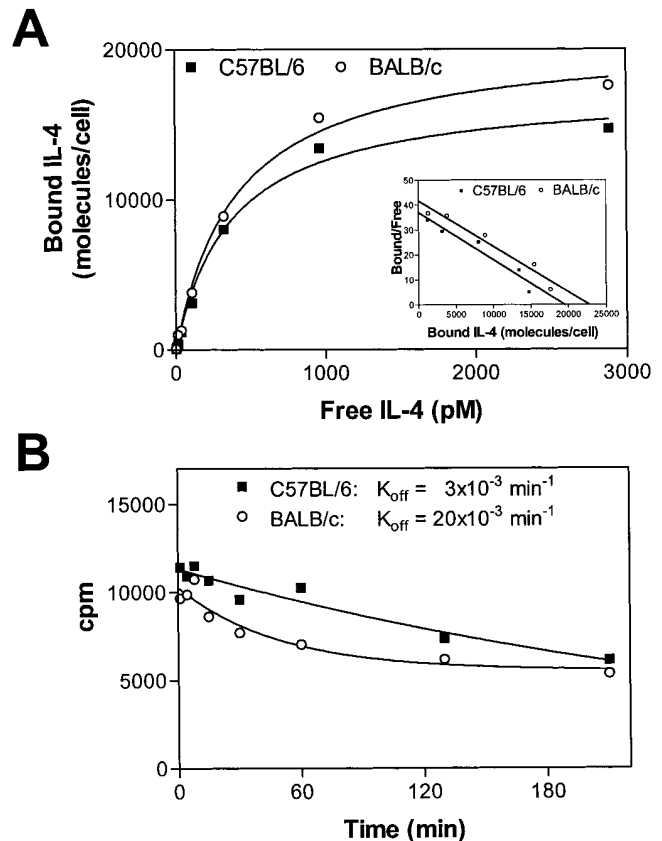 A
20000
■ C57BL/6 ○ BALB/c
Bound IL-4
(molecules/cell)
10000
0
0 1000 2000 3000
Free IL-4 (pM)
50
40
30
20
10
0
C57BL/6 BALB/c
Bound/Free
0 5000 10000 15000 20000 25000
Bound IL-4 (molecules/cell)
B
15000
■ C57BL/6: Koff = 3x10⁻³ min⁻¹
○ BALB/c: Koff = 20x10⁻³ min⁻¹
10000
cpm
5000
0
0 60 120 180
Time (min)